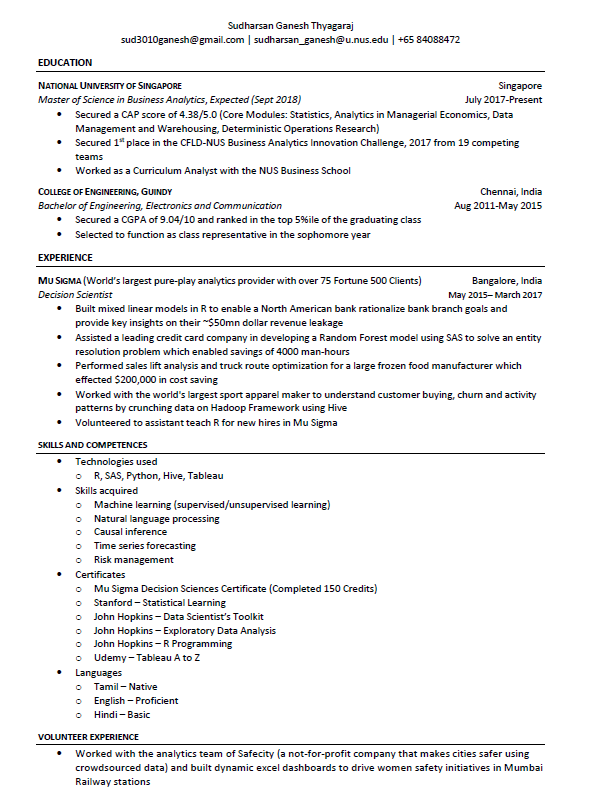 Sudharsan Ganesh Thyagaraj
sud3010ganesh@gmail.com | sudharsan_ganesh@u.nus.edu | +65 84088472
EDUCATION
NATIONAL UNIVERSITY OF SINGAPORE Singapore
Master of Science in Business Analytics, Expected (Sept 2018) July 2017-Present
• Secured a CAP score of 4.38/5.0 (Core Modules: Statistics, Analytics in Managerial Economics, Data
Management and Warehousing, Deterministic Operations Research)
• Secured 1st place in the CFLD-NUS Business Analytics Innovation Challenge, 2017 from 19 competing
teams
• Worked as a Curriculum Analyst with the NUS Business School
COLLEGE OF ENGINEERING, GUINDY Chennai, India
Bachelor of Engineering, Electronics and Communication Aug 2011-May 2015
• Secured a CGPA of 9.04/10 and ranked in the top 5%ile of the graduating class
• Selected to function as class representative in the sophomore year
EXPERIENCE
MU SIGMA (World's largest pure-play analytics provider with over 75 Fortune 500 Clients) Bangalore, India
Decision Scientist May 2015– March 2017
• Built mixed linear models in R to enable a North American bank rationalize bank branch goals and
provide key insights on their ~$50mn dollar revenue leakage
• Assisted a leading credit card company in developing a Random Forest model using SAS to solve an entity
resolution problem which enabled savings of 4000 man-hours
• Performed sales lift analysis and truck route optimization for a large frozen food manufacturer which
effected $200,000 in cost saving
• Worked with the world's largest sport apparel maker to understand customer buying, churn and activity
patterns by crunching data on Hadoop Framework using Hive
• Volunteered to assistant teach R for new hires in Mu Sigma
SKILLS AND COMPETENCES
• Technologies used
o R, SAS, Python, Hive, Tableau
• Skills acquired
o Machine learning (supervised/unsupervised learning)
o Natural language processing
o Causal inference
o Time series forecasting
o Risk management
• Certificates
o Mu Sigma Decision Sciences Certificate (Completed 150 Credits)
o Stanford – Statistical Learning
o John Hopkins – Data Scientist's Toolkit
o John Hopkins – Exploratory Data Analysis
o John Hopkins – R Programming
o Udemy – Tableau A to Z
• Languages
o Tamil – Native
o English – Proficient
o Hindi – Basic
VOLUNTEER EXPERIENCE
• Worked with the analytics team of Safecity (a not-for-profit company that makes cities safer using
crowdsourced data) and built dynamic excel dashboards to drive women safety initiatives in Mumbai
Railway stations